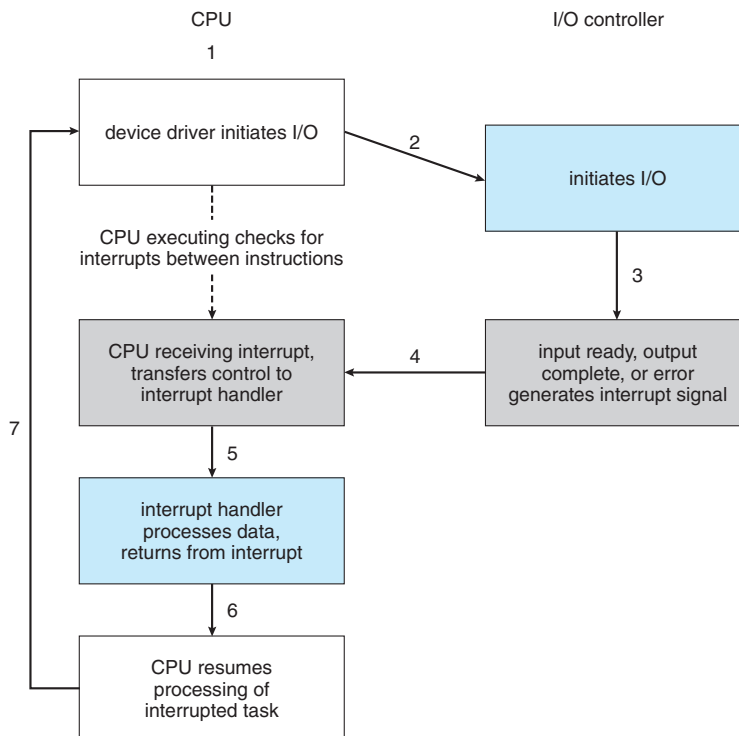 CPU
I/O controller
1
device driver initiates I/O
2
initiates I/O
CPU executing checks for
interrupts between instructions
3
CPU receiving interrupt,
transfers control to
interrupt handler
4
input ready, output
complete, or error
generates interrupt signal
7
5
interrupt handler
processes data,
returns from interrupt
6
CPU resumes
processing of
interrupted task